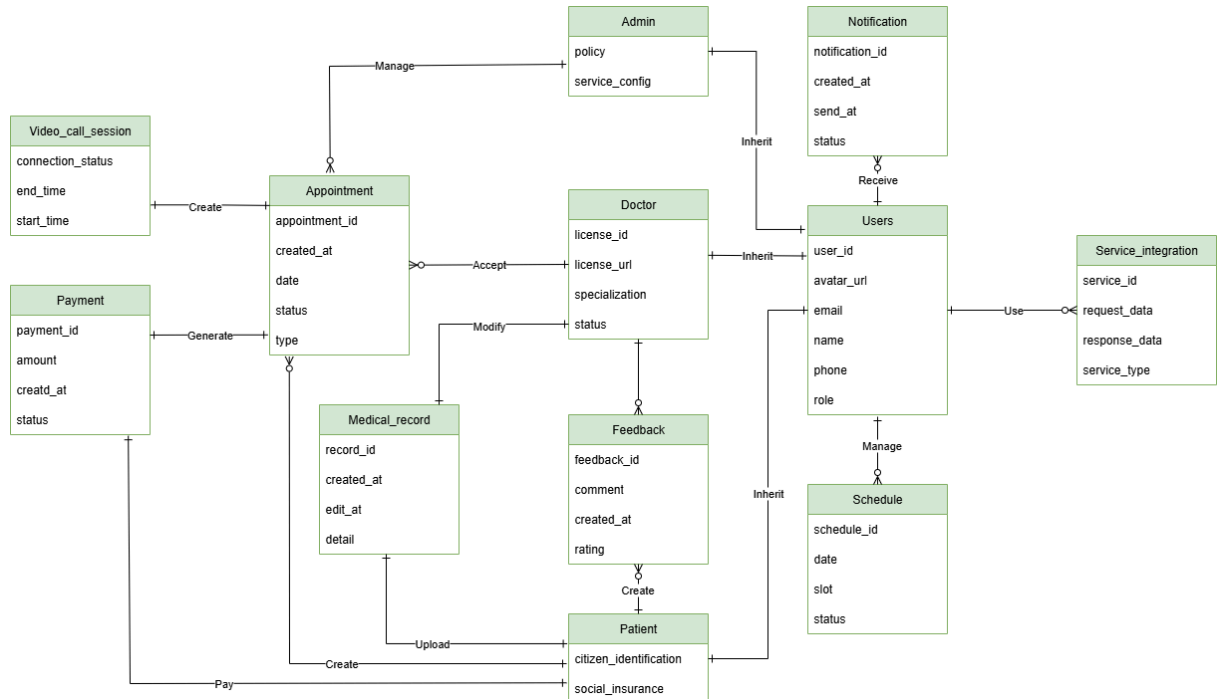 Admin
policy
service_config
Notification
notification_id
created_at
send_at
status
Manage
Inherit
Receive
Video_call_session
connection_status
end_time
start_time
Create
Appointment
appointment_id
created_at
date
status
type
Accept
Doctor
license_id
license_url
specialization
status
Inherit
Users
user_id
avatar_url
email
name
phone
role
Use
Service_integration
service_id
request_data
response_data
service_type
Payment
payment_id
amount
creatd_at
status
Generate
Modify
Medical_record
record_id
created_at
edit_at
detail
Feedback
feedback_id
comment
created_at
rating
Inherit
Manage
Schedule
schedule_id
date
slot
status
Create
Patient
citizen_identification
social_insurance
Upload
Create
Pay